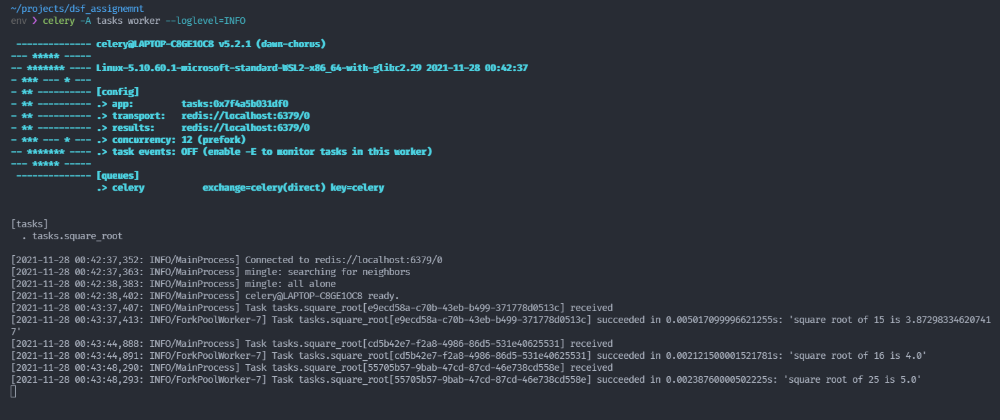 ~/projects/dsf_assignemnt
env ❯ celery -A tasks worker --loglevel=INFO
 -------------- celery@LAPTOP-C8GE1OC8 v5.2.1 (dawn-chorus)
--- ***** -----
-- ******* ---- Linux-5.10.60.1-microsoft-standard-WSL2-x86_64-with-glibc2.29 2021-11-28 00:42:37
- *** --- * ---
- ** ---------- [config]
- ** ---------- .> app:         tasks:0x7f4a5b031df0
- ** ---------- .> transport:   redis://localhost:6379/0
- ** ---------- .> results:     redis://localhost:6379/0
- *** --- * --- .> concurrency: 12 (prefork)
-- ******* ---- .> task events: OFF (enable -E to monitor tasks in this worker)
--- ***** -----
 -------------- [queues]
                .> celery           exchange=celery(direct) key=celery
[tasks]
  . tasks.square_root
[2021-11-28 00:42:37,352: INFO/MainProcess] Connected to redis://localhost:6379/0
[2021-11-28 00:42:37,363: INFO/MainProcess] mingle: searching for neighbors
[2021-11-28 00:42:38,383: INFO/MainProcess] mingle: all alone
[2021-11-28 00:42:38,402: INFO/MainProcess] celery@LAPTOP-C8GE1OC8 ready.
[2021-11-28 00:43:37,407: INFO/MainProcess] Task tasks.square_root[e9ecd58a-c70b-43eb-b499-371778d0513c] received
[2021-11-28 00:43:37,413: INFO/ForkPoolWorker-7] Task tasks.square_root[e9ecd58a-c70b-43eb-b499-371778d0513c] succeeded in 0.005017099996621255s: 'square root of 15 is 3.87298334620741
7'
[2021-11-28 00:43:44,888: INFO/MainProcess] Task tasks.square_root[cd5b42e7-f2a8-4986-86d5-531e40625531] received
[2021-11-28 00:43:44,891: INFO/ForkPoolWorker-7] Task tasks.square_root[cd5b42e7-f2a8-4986-86d5-531e40625531] succeeded in 0.002121500001521781s: 'square root of 16 is 4.0'
[2021-11-28 00:43:48,290: INFO/MainProcess] Task tasks.square_root[55705b57-9bab-47cd-87cd-46e738cd558e] received
[2021-11-28 00:43:48,293: INFO/ForkPoolWorker-7] Task tasks.square_root[55705b57-9bab-47cd-87cd-46e738cd558e] succeeded in 0.00238760000502225s: 'square root of 25 is 5.0'